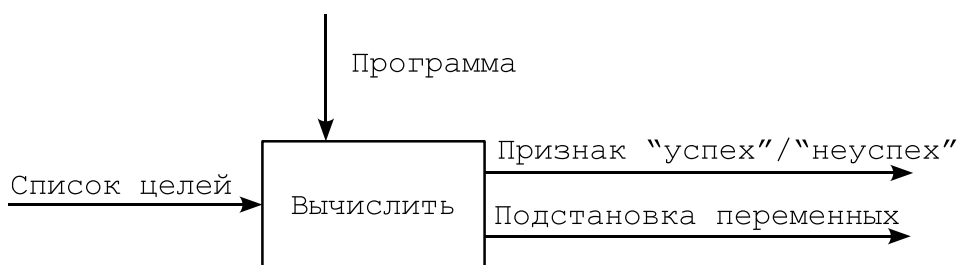 Программа
Признак “успех”/“неуспех”
Список целей
Вычислить
Подстановка переменных